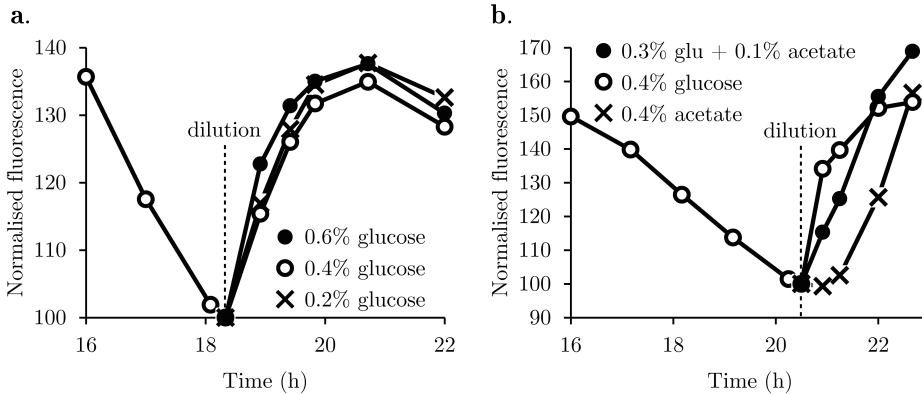 a.
140
130
120
110
100
Normalised fluorescence
dilution
0.6% glucose
0.4% glucose
0.2% glucose
16 18 20 22
Time (h)
b.
170
160
150
140
130
120
110
100
90
Normalised fluorescence
0.3% glu + 0.1% acetate
0.4% glucose
0.4% acetate
dilution
16 18 20 22
Time (h)